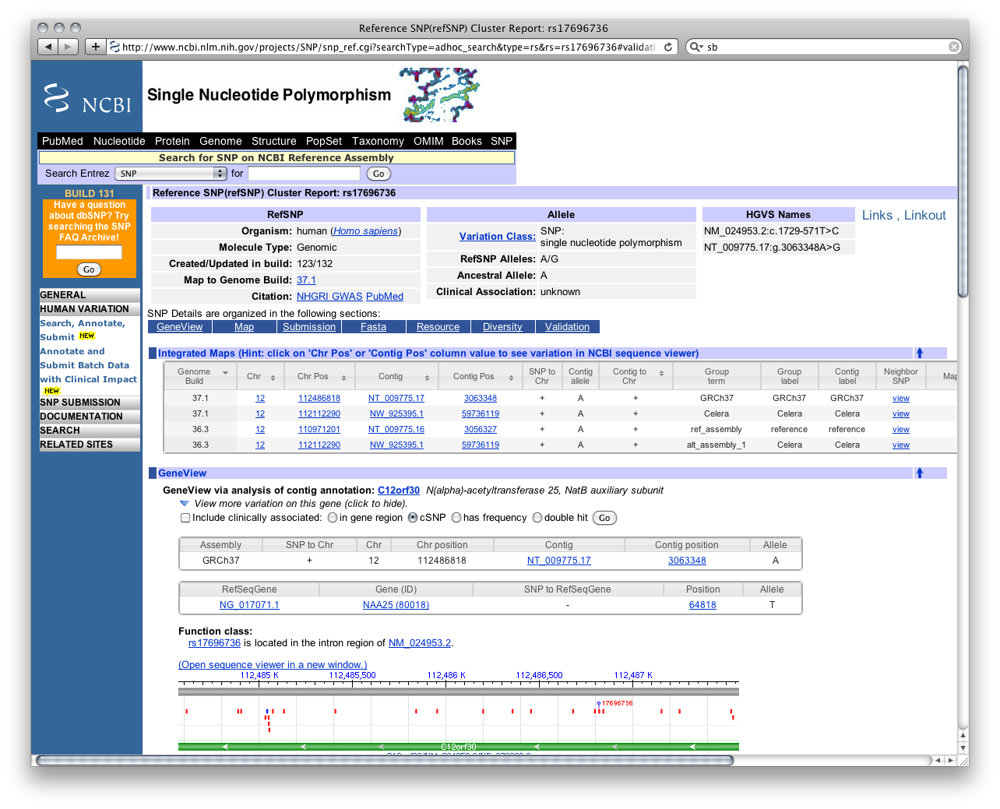 Reference SNP(refSNP) Cluster Report: rs17696736
http://www.ncbi.nlm.nih.gov/projects/SNP/snp_ref.cgi?searchType=adhoc_search&type=rs&rs=rs17696736#validati
sb
NCBI
Single Nucleotide Polymorphism
PubMed Nucleotide Protein Genome Structure PopSet Taxonomy OMIM Books SNP
Search for SNP on NCBI Reference Assembly
Search Entrez SNP for Go
BUILD 131
Have a question
about dbSNP? Try
searching the SNP
FAQ Archive!
Go
GENERAL
HUMAN VARIATION
Search, Annotate,
Submit NEW
Annotate and
Submit Batch Data
with Clinical Impact
NEW
SNP SUBMISSION
DOCUMENTATION
SEARCH
RELATED SITES
Reference SNP(refSNP) Cluster Report: rs17696736
RefSNP
Organism: human (Homo sapiens)
Molecule Type: Genomic
Created/Updated in build: 123/132
Map to Genome Build: 37.1
Citation: NHGRI GWAS PubMed
Allele
Variation Class: SNP:
single nucleotide polymorphism
RefSNP Alleles: A/G
Ancestral Allele: A
Clinical Association: unknown
HGVS Names
NM_024953.2:c.1729-571T>C
NT_009775.17:g.3063348A>G
Links , Linkout
SNP Details are organized in the following sections:
GeneView Map Submission Fasta Resource Diversity Validation
Integrated Maps (Hint: click on 'Chr Pos' or 'Contig Pos' column value to see variation in NCBI sequence viewer)
Genome Build Chr Chr Pos Contig Contig Pos SNP to Chr Contig allele Contig to Chr Group term Group label Contig label Neighbor SNP Map
37.1 12 112486818 NT_009775.17 3063348 + A + GRCh37 GRCh37 GRCh37 view
37.1 12 112112290 NW_925395.1 59736119 + A + Celera Celera Celera view
36.3 12 110971201 NT_009775.16 3056327 + A + ref_assembly reference reference view
36.3 12 112112290 NW_925395.1 59736119 + A + alt_assembly_1 Celera Celera view
GeneView
GeneView via analysis of contig annotation: C12orf30 N(alpha)-acetyltransferase 25, NatB auxiliary subunit
View more variation on this gene (click to hide).
Include clinically associated: in gene region cSNP has frequency double hit Go
Assembly SNP to Chr Chr Chr position Contig Contig position Allele
GRCh37 + 12 112486818 NT_009775.17 3063348 A
RefSeqGene Gene (ID) SNP to RefSeqGene Position Allele
NG_017071.1 NAA25 (80018) - 64818 T
Function class:
rs17696736 is located in the intron region of NM_024953.2.
(Open sequence viewer in a new window.)
112,485 K 112,485,500 112,486 K 112,486,500 112,487 K
17696736
C12orf30